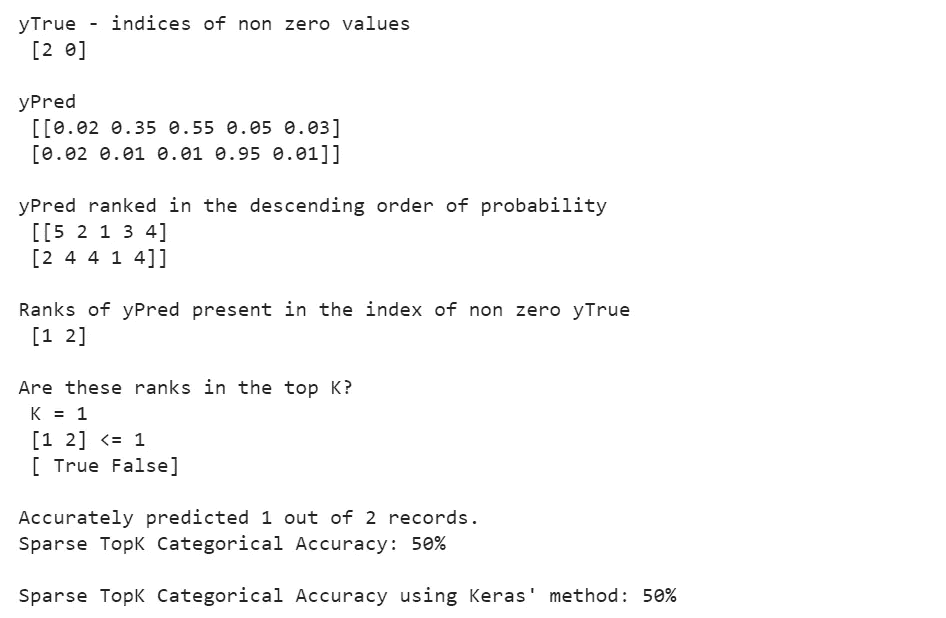 yTrue - indices of non zero values
[2 0]
yPred
[[0.02 0.35 0.55 0.05 0.03]
[0.02 0.01 0.01 0.95 0.01]]
yPred ranked in the descending order of probability
[[5 2 1 3 4]
[2 4 4 1 4]]
Ranks of yPred present in the index of non zero yTrue
[1 2]
Are these ranks in the top K?
K = 1
[1 2] <= 1
[ True False]
Accurately predicted 1 out of 2 records.
Sparse TopK Categorical Accuracy: 50%
Sparse TopK Categorical Accuracy using Keras' method: 50%